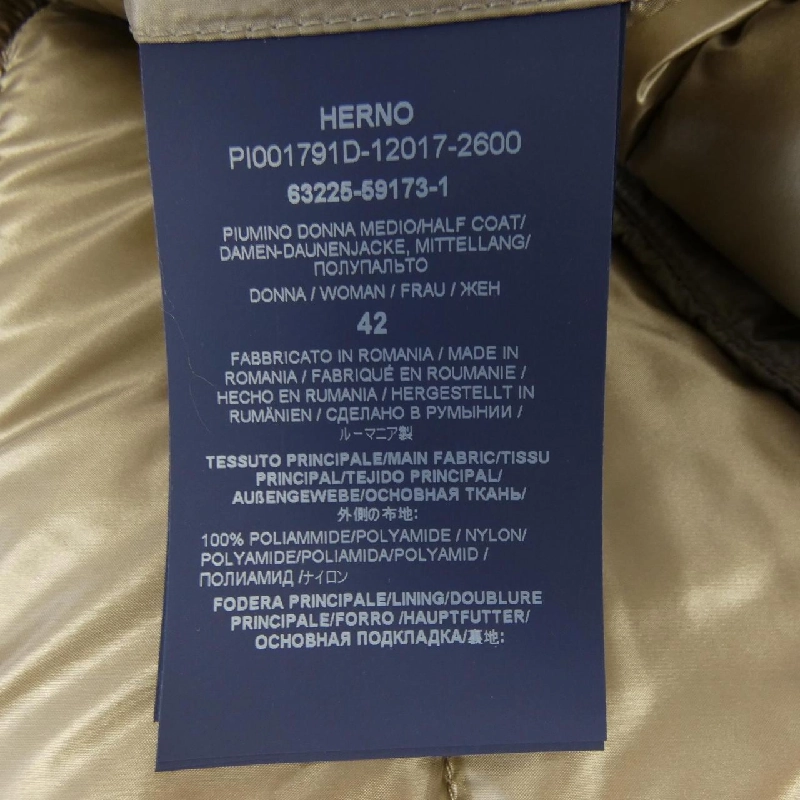 HERNO
PI001791D-12017-2600
63225-59173-1
PIUMINO DONNA MEDIO/HALF COAT/
DAMEN-DAUNENJACKE, MITTELLANG/
ПОЛУПАЛЬТО
DONNA / WOMAN / FRAU / ЖЕН
42
FABBRICATO IN ROMANIA / MADE IN
ROMANIA / FABRIQUÉ EN ROUMANIE /
HECHO EN RUMANIA / HERGESTELLT IN
RUMÄNIEN / СДЕЛАНО В РУМЫНИИ /
ルーマニア製
TESSUTO PRINCIPALE/MAIN FABRIC/TISSU
PRINCIPAL/TEJIDO PRINCIPAL/
AUßENGEWEBE/ОСНОВНАЯ ТКАНЬ/
外側の布地:
100% POLIAMMIDE/POLYAMIDE / NYLON/
POLYAMIDE/POLIAMIDA/POLYAMID /
ПОЛИАМИД /ナイロン
FODERA PRINCIPALE/LINING/DOUBLURE
PRINCIPALE/FORRO /HAUPTFUTTER/
ОСНОВНАЯ ПОДКЛАДКА/裏地: